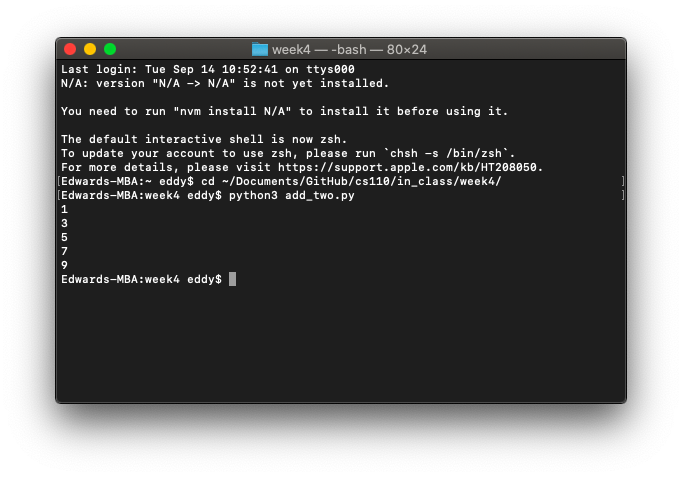 week4 — -bash — 80×24
Last login: Tue Sep 14 10:52:41 on ttys000
N/A: version "N/A -> N/A" is not yet installed.
You need to run "nvm install N/A" to install it before using it.
The default interactive shell is now zsh.
To update your account to use zsh, please run `chsh -s /bin/zsh`.
For more details, please visit https://support.apple.com/kb/HT208050.
[Edwards-MBA:~ eddy$ cd ~/Documents/GitHub/cs110/in_class/week4/ ]
[Edwards-MBA:week4 eddy$ python3 add_two.py ]
1
3
5
7
9
Edwards-MBA:week4 eddy$